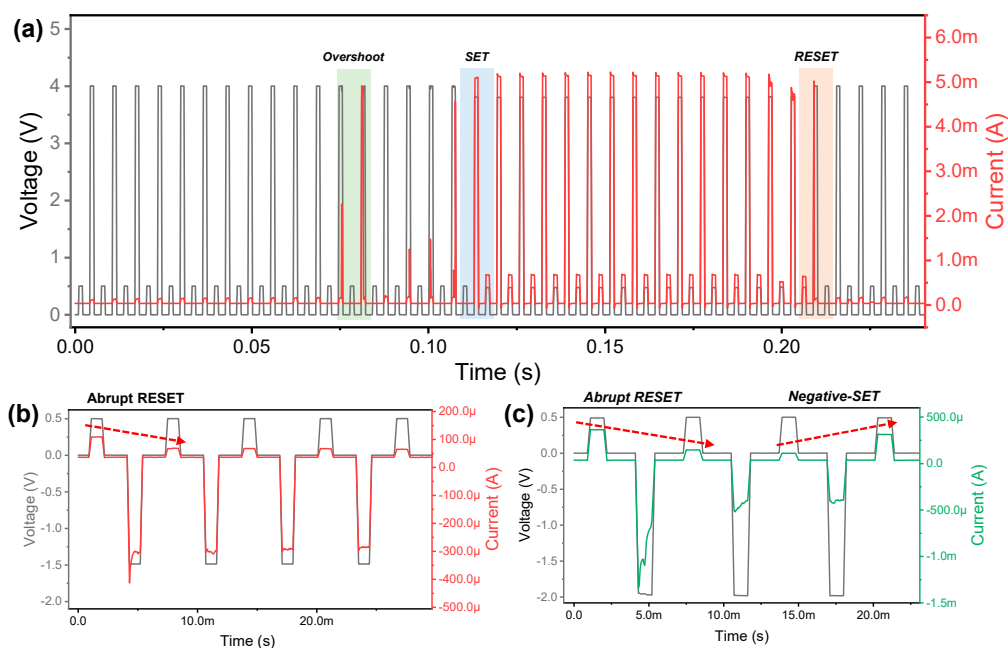 (a)
Overshoot
SET
RESET
5
4
3
2
1
0
Voltage (V)
6.0m
5.0m
4.0m
3.0m
2.0m
1.0m
0.0
Current (A)
0.00
0.05
0.10
0.15
0.20
Time (s)
(b)
Abrupt RESET
0.5
0.0
-0.5
-1.0
-1.5
-2.0
Voltage (V)
200.0µ
100.0µ
0.0
-100.0µ
-200.0µ
-300.0µ
-400.0µ
-500.0µ
Current (A)
0.0
10.0m
20.0m
Time (s)
(c)
Abrupt RESET
Negative-SET
0.5
0.0
-0.5
-1.0
-1.5
-2.0
Voltage (V)
500.0µ
0.0
-500.0µ
-1.0m
-1.5m
Current (A)
0.0
5.0m
10.0m
15.0m
20.0m
Time (s)